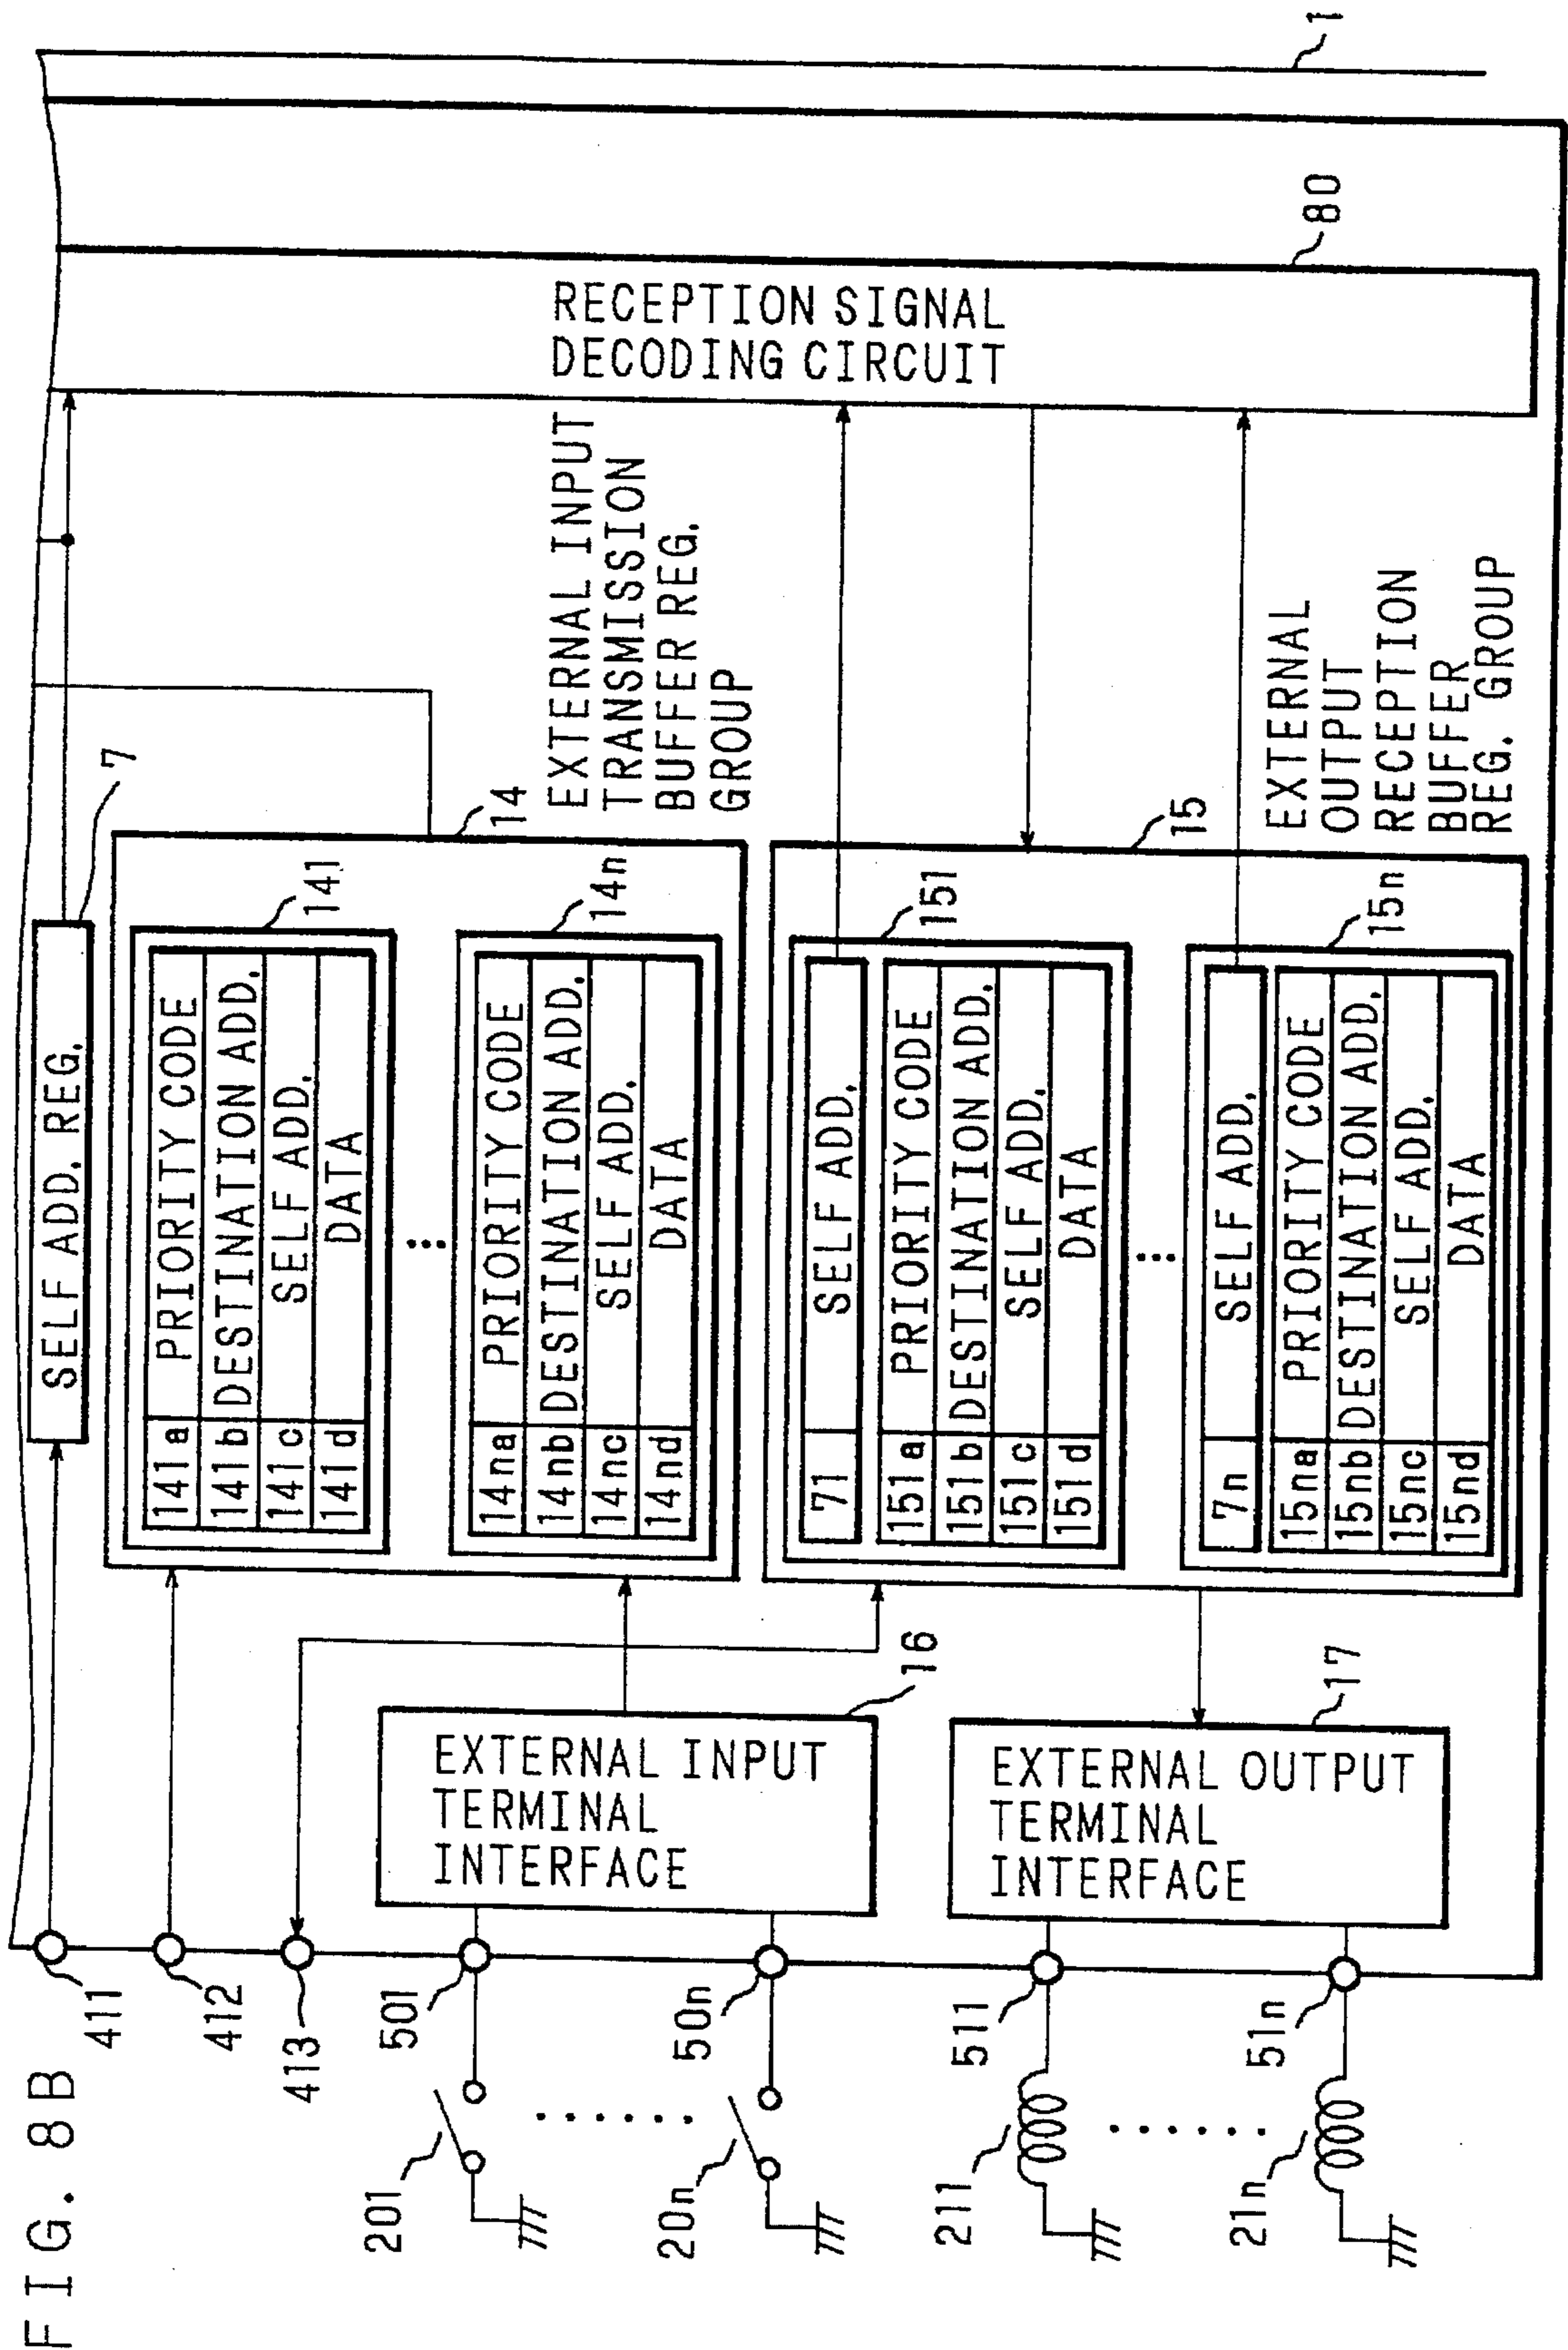 FIG. 8B
411
412
413
501
50n
511
51n
201
20n
211
21n
SELF ADD. REG.
7
141a PRIORITY CODE
141b DESTINATION ADD.
141c SELF ADD.
141d DATA
141
...
14na PRIORITY CODE
14nb DESTINATION ADD.
14nc SELF ADD.
14nd DATA
14n
14
EXTERNAL INPUT
TRANSMISSION
BUFFER REG.
GROUP
71 SELF ADD.
151a PRIORITY CODE
151b DESTINATION ADD.
151c SELF ADD.
151d DATA
151
...
7n SELF ADD.
15na PRIORITY CODE
15nb DESTINATION ADD.
15nc SELF ADD.
15nd DATA
15n
15
EXTERNAL
OUTPUT
RECEPTION
BUFFER
REG. GROUP
EXTERNAL INPUT
TERMINAL
INTERFACE
16
EXTERNAL OUTPUT
TERMINAL
INTERFACE
17
RECEPTION SIGNAL
DECODING CIRCUIT
80
1